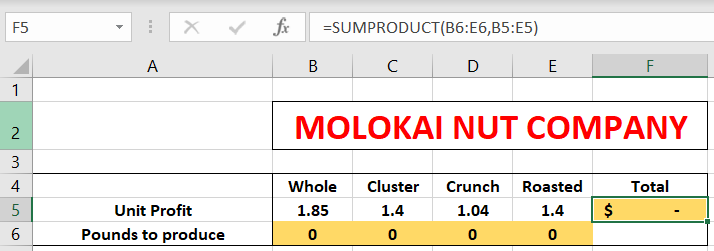 F5 fx =SUMPRODUCT(B6:E6,B5:E5)
A B C D E F
1
2 MOLOKAI NUT COMPANY
3
4 Whole Cluster Crunch Roasted Total
5 Unit Profit 1.85 1.4 1.04 1.4 $ -
6 Pounds to produce 0 0 0 0